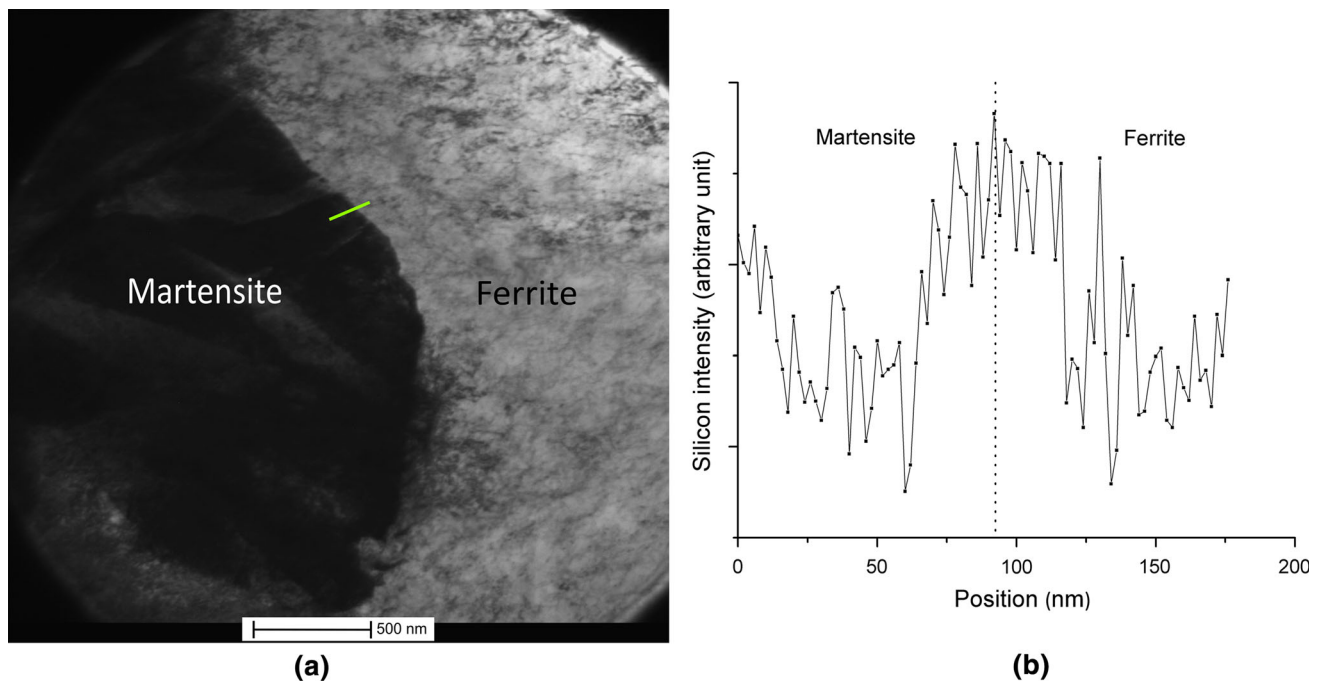 Martensite
Ferrite
500 nm
(a)
Martensite
Ferrite
Silicon intensity (arbitrary unit)
0
50
100
150
200
Position (nm)
(b)